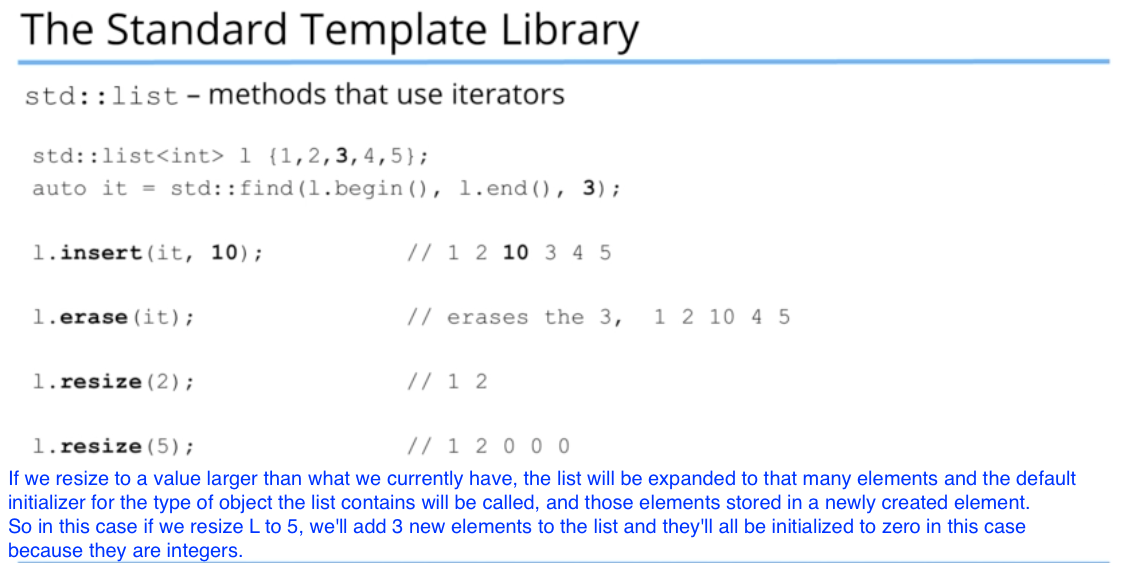 The Standard Template Library
std::list – methods that use iterators
std::list<int> l {1,2,3,4,5};
auto it = std::find(l.begin(), l.end(), 3);
l.insert(it, 10); // 1 2 10 3 4 5
l.erase(it); // erases the 3, 1 2 10 4 5
l.resize(2); // 1 2
l.resize(5); // 1 2 0 0 0
If we resize to a value larger than what we currently have, the list will be expanded to that many elements and the default
initializer for the type of object the list contains will be called, and those elements stored in a newly created element.
So in this case if we resize L to 5, we'll add 3 new elements to the list and they'll all be initialized to zero in this case
because they are integers.